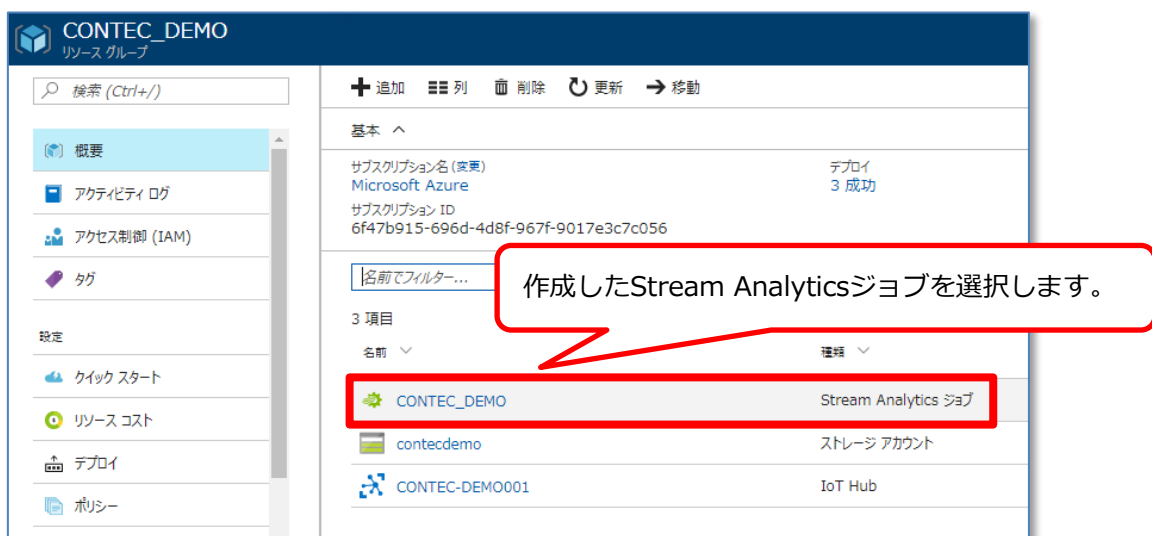 CONTEC_DEMO
リソース グループ
検索 (Ctrl+/)
概要
アクティビティ ログ
アクセス制御 (IAM)
タグ
設定
クイック スタート
リソース コスト
デプロイ
ポリシー
追加 列 削除 更新 移動
基本
サブスクリプション名 (変更) デプロイ
Microsoft Azure 3 成功
サブスクリプション ID
6f47b915-696d-4d8f-967f-9017e3c7c056
名前でフィルター...
作成したStream Analyticsジョブを選択します。
3 項目
名前 種類
CONTEC_DEMO Stream Analytics ジョブ
contecdemo ストレージ アカウント
CONTEC-DEMO001 IoT Hub